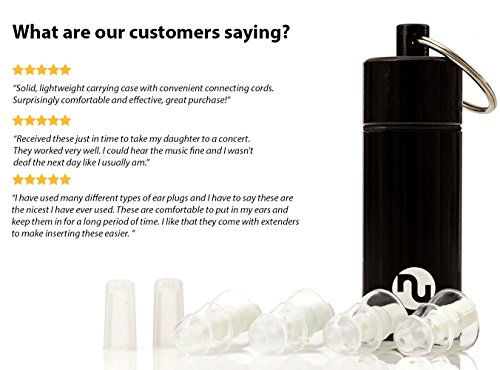 What are our customers saying?
“Solid, lightweight carrying case with convenient connecting cords.
Surprisingly comfortable and effective, great purchase!”
“Received these just in time to take my daughter to a concert.
They worked very well. I could hear the music fine and I wasn't
deaf the next day like I usually am.”
“I have used many different types of ear plugs and I have to say these are
the nicest I have ever used. These are comfortable to put in my ears and
keep them in for a long period of time. I like that they come with extenders
to make inserting these easier. ”
nu